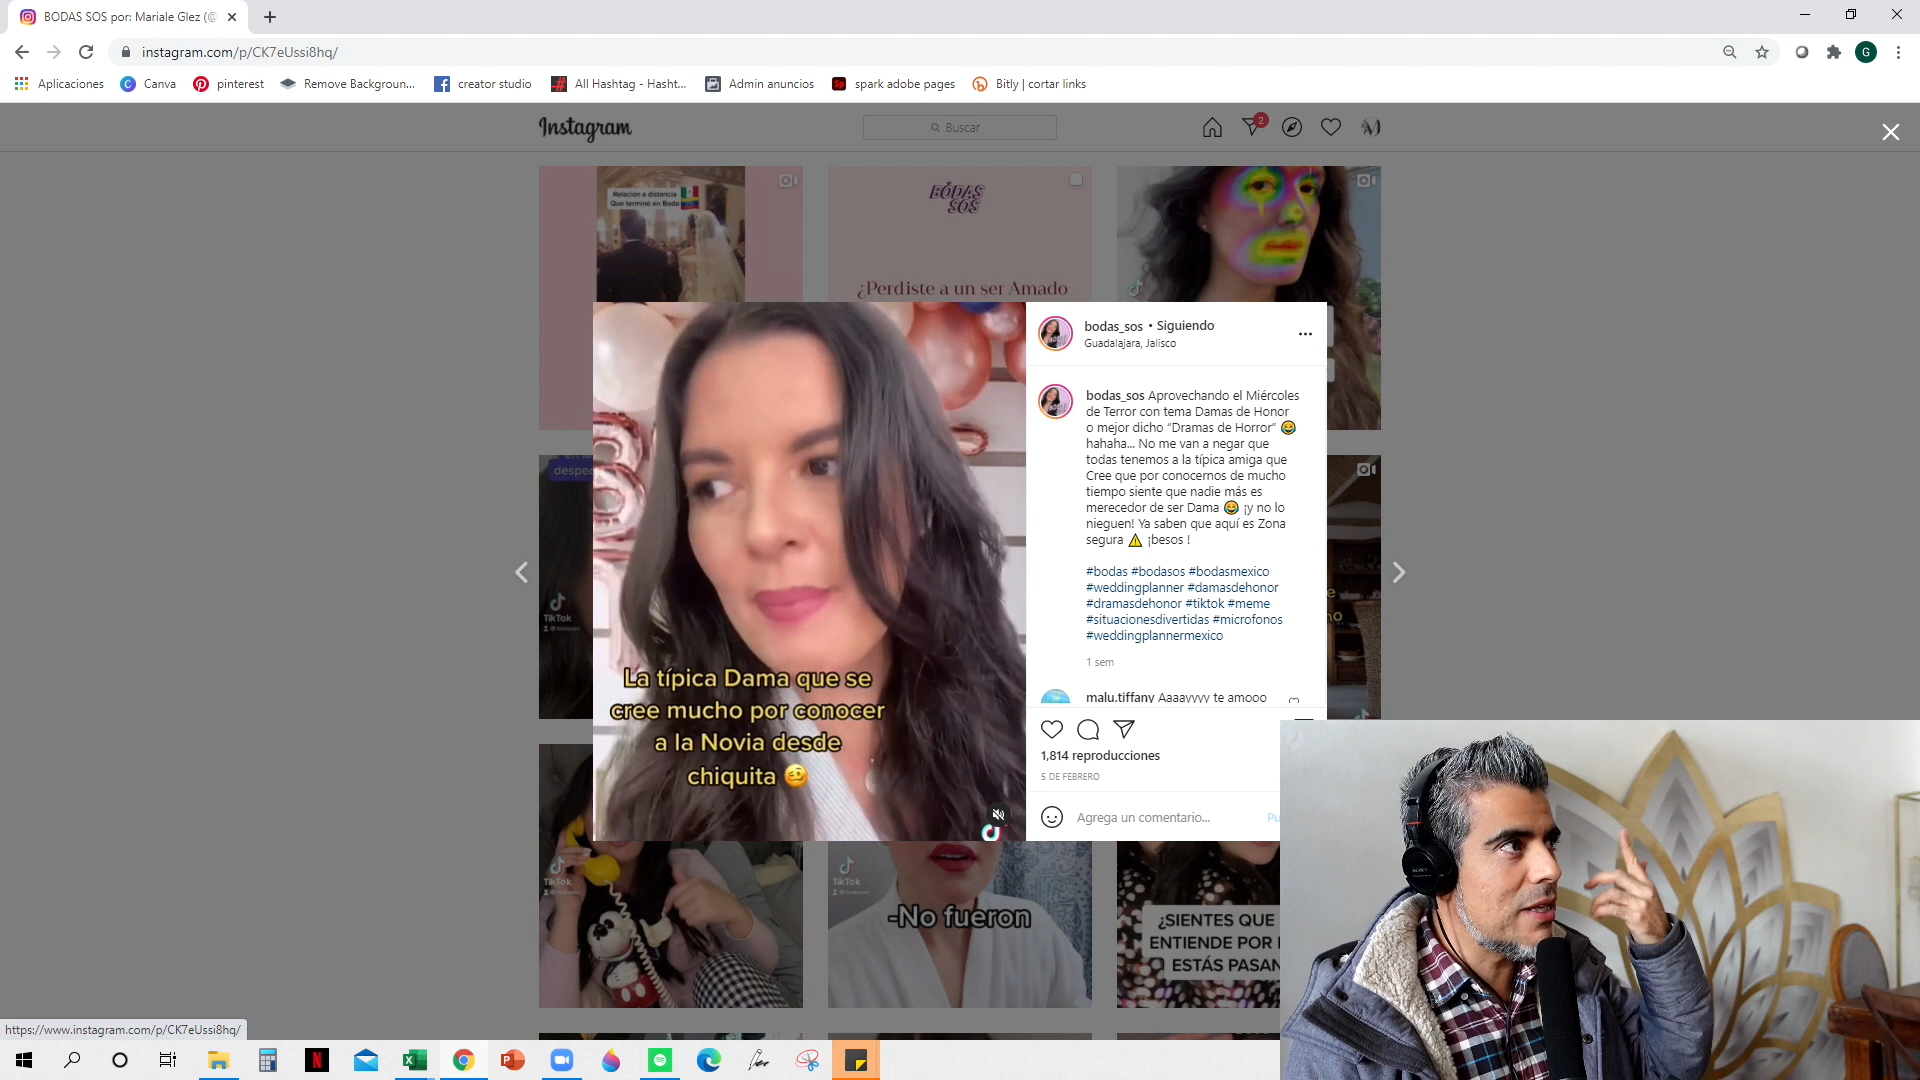 BODAS SOS por: Mariale Glez (@
instagram.com/p/CK7eUssi8hq/
G
Aplicaciones
Canva
pinterest
Remove Backgroun...
creator studio
All Hashtag - Hasht...
Admin anuncios
spark adobe pages
Bitly | cortar links
Instagram
Buscar
2
Relación a distancia
Que terminó en Boda
BODAS
SOS
¿Perdiste a un ser Amado
bodas_sos • Siguiendo
Guadalajara, Jalisco
bodas_sos Aprovechando el Miércoles
de Terror con tema Damas de Honor
o mejor dicho “Dramas de Horror” 😂
hahaha... No me van a negar que
todas tenemos a la típica amiga que
Cree que por conocernos de mucho
tiempo siente que nadie más es
merecedor de ser Dama 😂 ¡y no lo
nieguen! Ya saben que aquí es Zona
segura ⚠️ ¡besos !
#bodas #bodasos #bodasmexico
#weddingplanner #damasdehonor
#dramasdehonor #tiktok #meme
#situacionesdivertidas #microfonos
#weddingplannermexico
1 sem
malu.tiffany Aaaayyyy te amooo
1,814 reproducciones
5 DE FEBRERO
Agrega un comentario...
Pu
La típica Dama que se
cree mucho por conocer
a la Novia desde
chiquita 🥴
despe
TikTok
TikTok
TikTok
-No fueron
¿SIENTES QUE
ENTIENDE POR
ESTÁS PASAN
https://www.instagram.com/p/CK7eUssi8hq/